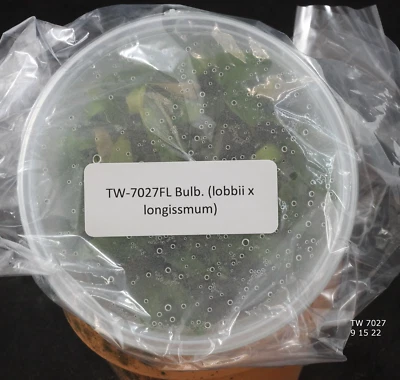 TW-7027FL Bulb. (lobbii x
longissmum)
TW 7027
9 15 22